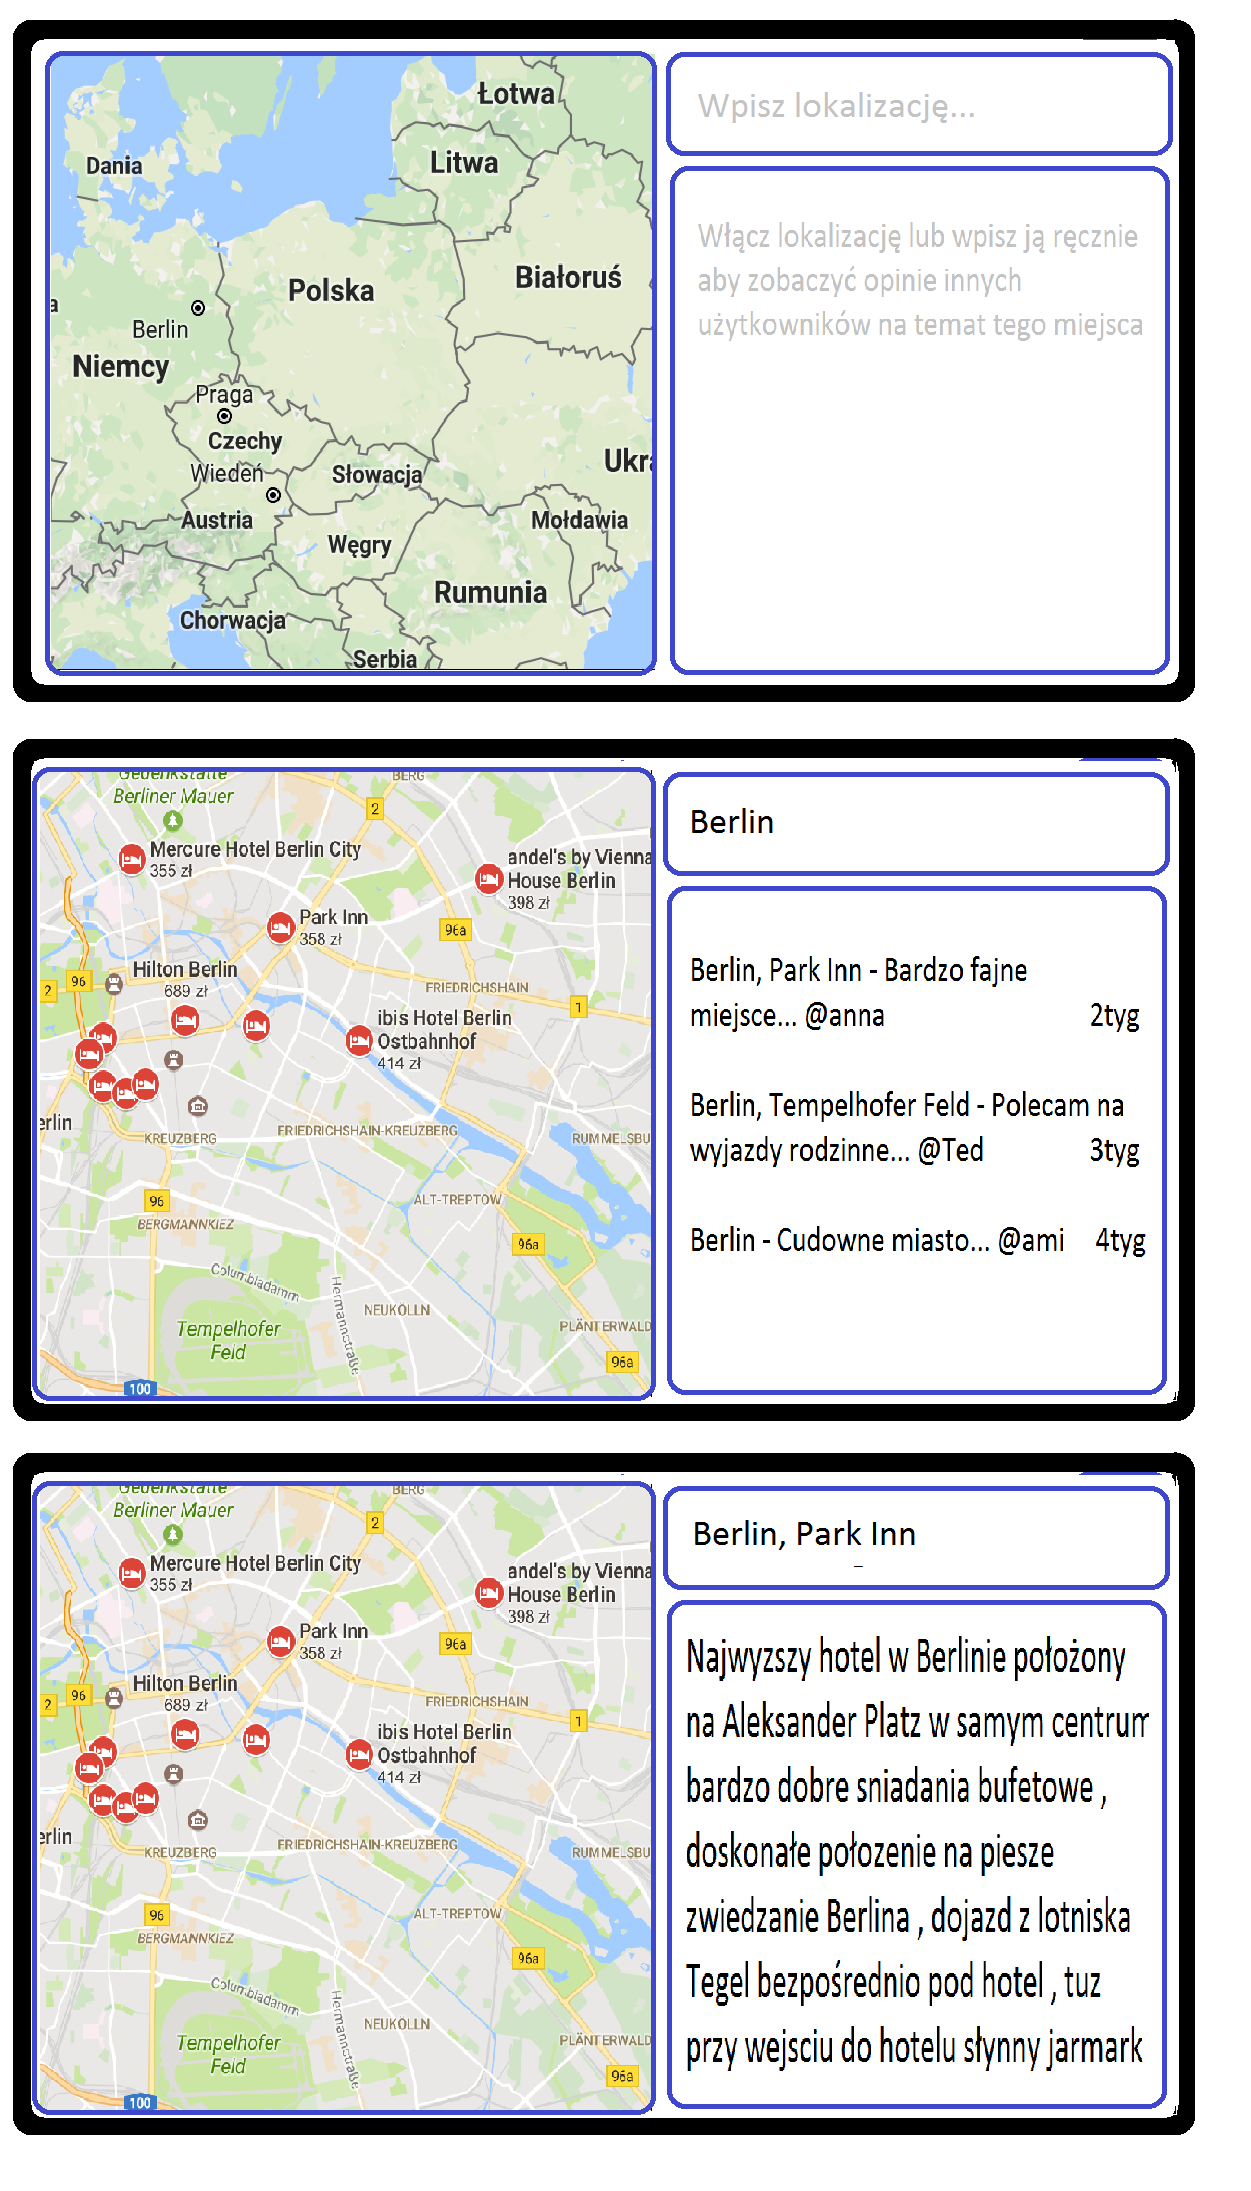 Łotwa
Dania
Litwa
Białoruś
Polska
Berlin
Niemcy
Praga
Czechy
Wiedeń
Słowacja
Ukr
Austria
Mołdawia
Węgry
Rumunia
Chorwacja
Serbia
Wpisz lokalizację...
Włącz lokalizację lub wpisz ją ręcznie
aby zobaczyć opinie innych
użytkowników na temat tego miejsca
Gedenkstätte
Berliner Mauer
BERG
2
Mercure Hotel Berlin City
355 zł
andel's by Vienna
House Berlin
398 zł
Park Inn
358 zł
96a
Hilton Berlin
689 zł
96
2
FRIEDRICHSHAIN
1
ibis Hotel Berlin
Ostbahnhof
414 zł
erlin
KREUZBERG
FRIEDRICHSHAIN-KREUZBERG
RUMMELSBU
96
ALT-TREPTOW
BERGMANNKIEZ
96a
Columbiadamm
Hermannstraße
NEUKÖLLN
Tempelhofer
Feld
PLÄNTERWALD
96a
100
Berlin
Berlin, Park Inn - Bardzo fajne
miejsce... @anna 2tyg
Berlin, Tempelhofer Feld - Polecam na
wyjazdy rodzinne... @Ted 3tyg
Berlin - Cudowne miasto... @ami 4tyg
Gedenkstätte
Berliner Mauer
BERG
2
Mercure Hotel Berlin City
355 zł
andel's by Vienna
House Berlin
398 zł
Park Inn
358 zł
96a
Hilton Berlin
689 zł
96
2
FRIEDRICHSHAIN
1
ibis Hotel Berlin
Ostbahnhof
414 zł
erlin
KREUZBERG
FRIEDRICHSHAIN-KREUZBERG
RUMMELSBU
96
ALT-TREPTOW
BERGMANNKIEZ
96a
Columbiadamm
Hermannstraße
NEUKÖLLN
Tempelhofer
Feld
PLÄNTERWALD
96a
100
Berlin, Park Inn
Najwyzszy hotel w Berlinie położony
na Aleksander Platz w samym centrum
bardzo dobre sniadania bufetowe ,
doskonałe położenie na piesze
zwiedzanie Berlina , dojazd z lotniska
Tegel bezpośrednio pod hotel , tuz
przy wejsciu do hotelu słynny jarmark